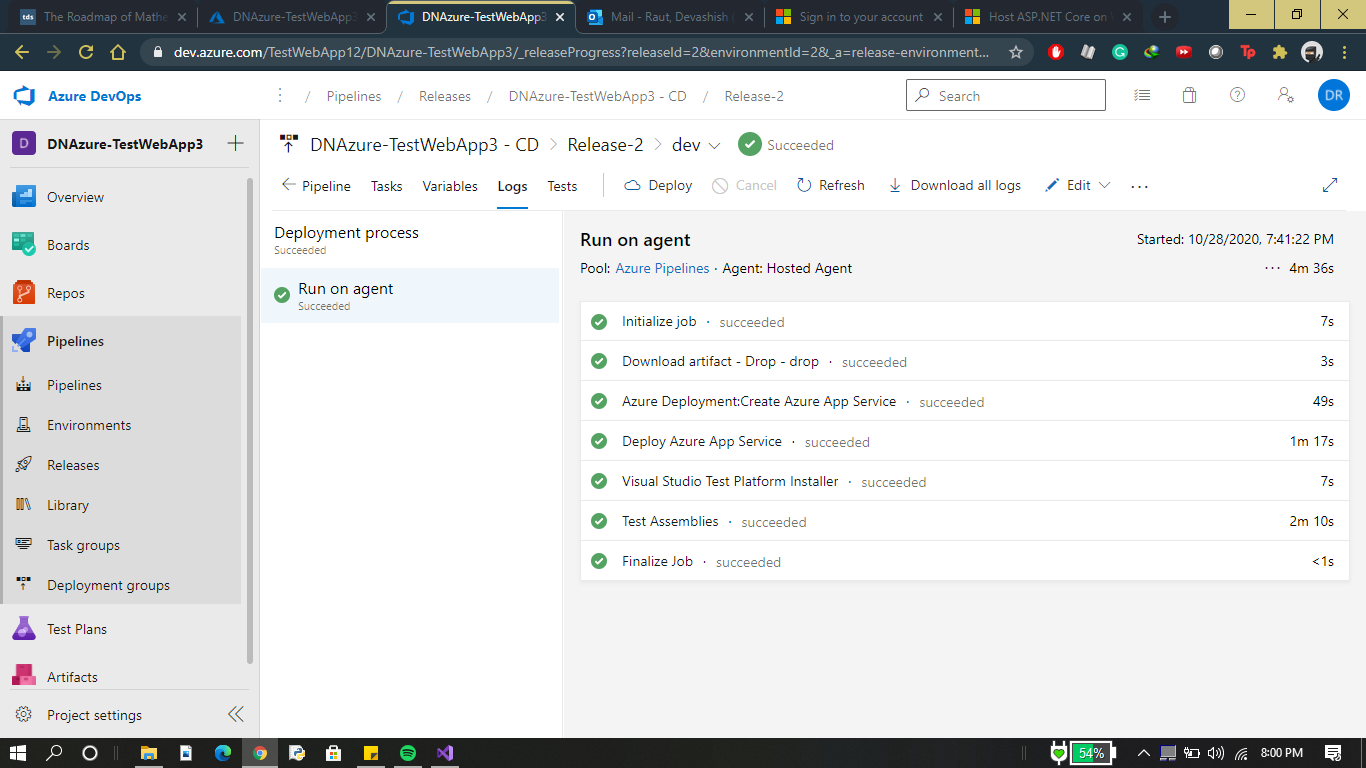 tds The Roadmap of Mathe
DNAzure-TestWebApp3
DNAzure-TestWebApp3
Mail - Raut, Devashish (
Sign in to your account
Host ASP.NET Core on
dev.azure.com/TestWebApp12/DNAzure-TestWebApp3/_releaseProgress?releaseId=2&environmentId=2&_a=release-environment...
Azure DevOps
/ Pipelines / Releases / DNAzure-TestWebApp3 - CD / Release-2
Search
DR
D DNAzure-TestWebApp3
DNAzure-TestWebApp3 - CD > Release-2 > dev
Succeeded
Pipeline Tasks Variables Logs Tests
Deploy Cancel Refresh Download all logs Edit ...
Overview
Boards
Repos
Pipelines
Pipelines
Environments
Releases
Library
Task groups
Deployment groups
Test Plans
Artifacts
Project settings
Deployment process
Succeeded
Run on agent
Succeeded
Run on agent
Started: 10/28/2020, 7:41:22 PM
Pool: Azure Pipelines · Agent: Hosted Agent
... 4m 36s
Initialize job · succeeded 7s
Download artifact - Drop - drop · succeeded 3s
Azure Deployment:Create Azure App Service · succeeded 49s
Deploy Azure App Service · succeeded 1m 17s
Visual Studio Test Platform Installer · succeeded 7s
Test Assemblies · succeeded 2m 10s
Finalize Job · succeeded <1s
54%
8:00 PM